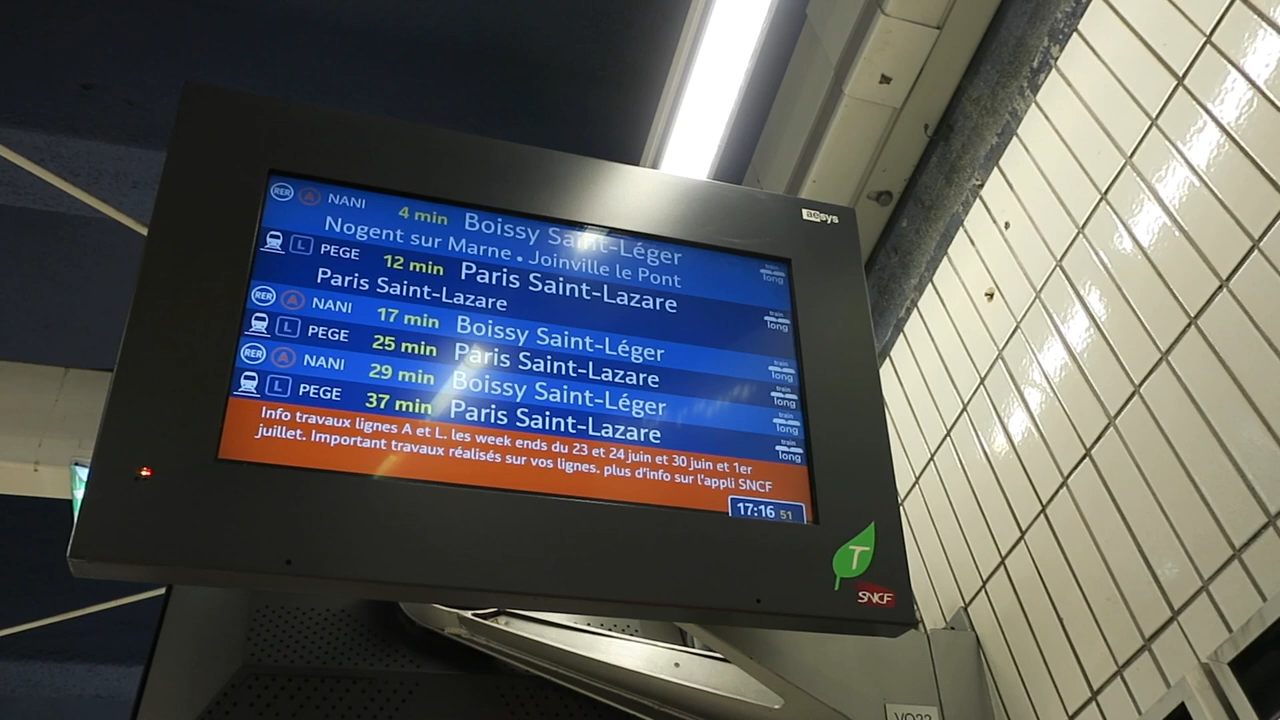 RER A NANI 4 min Boissy Saint-Léger train long
Nogent sur Marne • Joinville le Pont
L PEGE 12 min Paris Saint-Lazare train long
Paris Saint-Lazare
RER A NANI 17 min Boissy Saint-Léger train long
L PEGE 25 min Paris Saint-Lazare train long
RER A NANI 29 min Boissy Saint-Léger train long
L PEGE 37 min Paris Saint-Lazare train long
Info travaux lignes A et L. les week ends du 23 et 24 juin et 30 juin et 1er
juillet. Important travaux réalisés sur vos lignes. plus d'info sur l'appli SNCF
17:16 51
aesys
T
SNCF